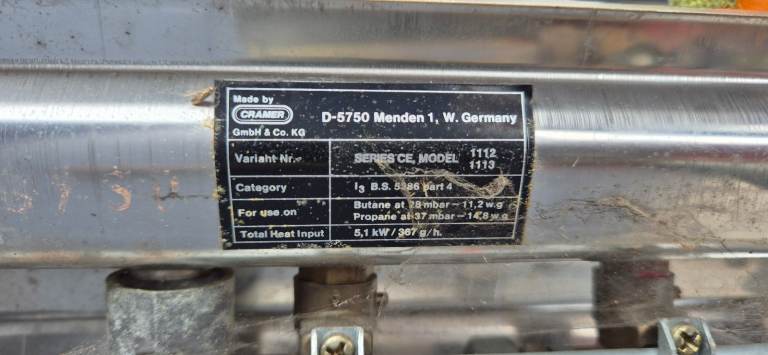 Made by
CRAMER
GmbH & Co. KG
D-5750 Menden 1, W. Germany
Variant Nr. SERIES CE, MODEL 1112
1113
Category I3 B.S. 5386 part 4
For use on Butane at 28 mbar – 11,2 w.g
Propane at 37 mbar – 14,8 w.g
Total Heat Input 5,1 kW / 367 g/h.